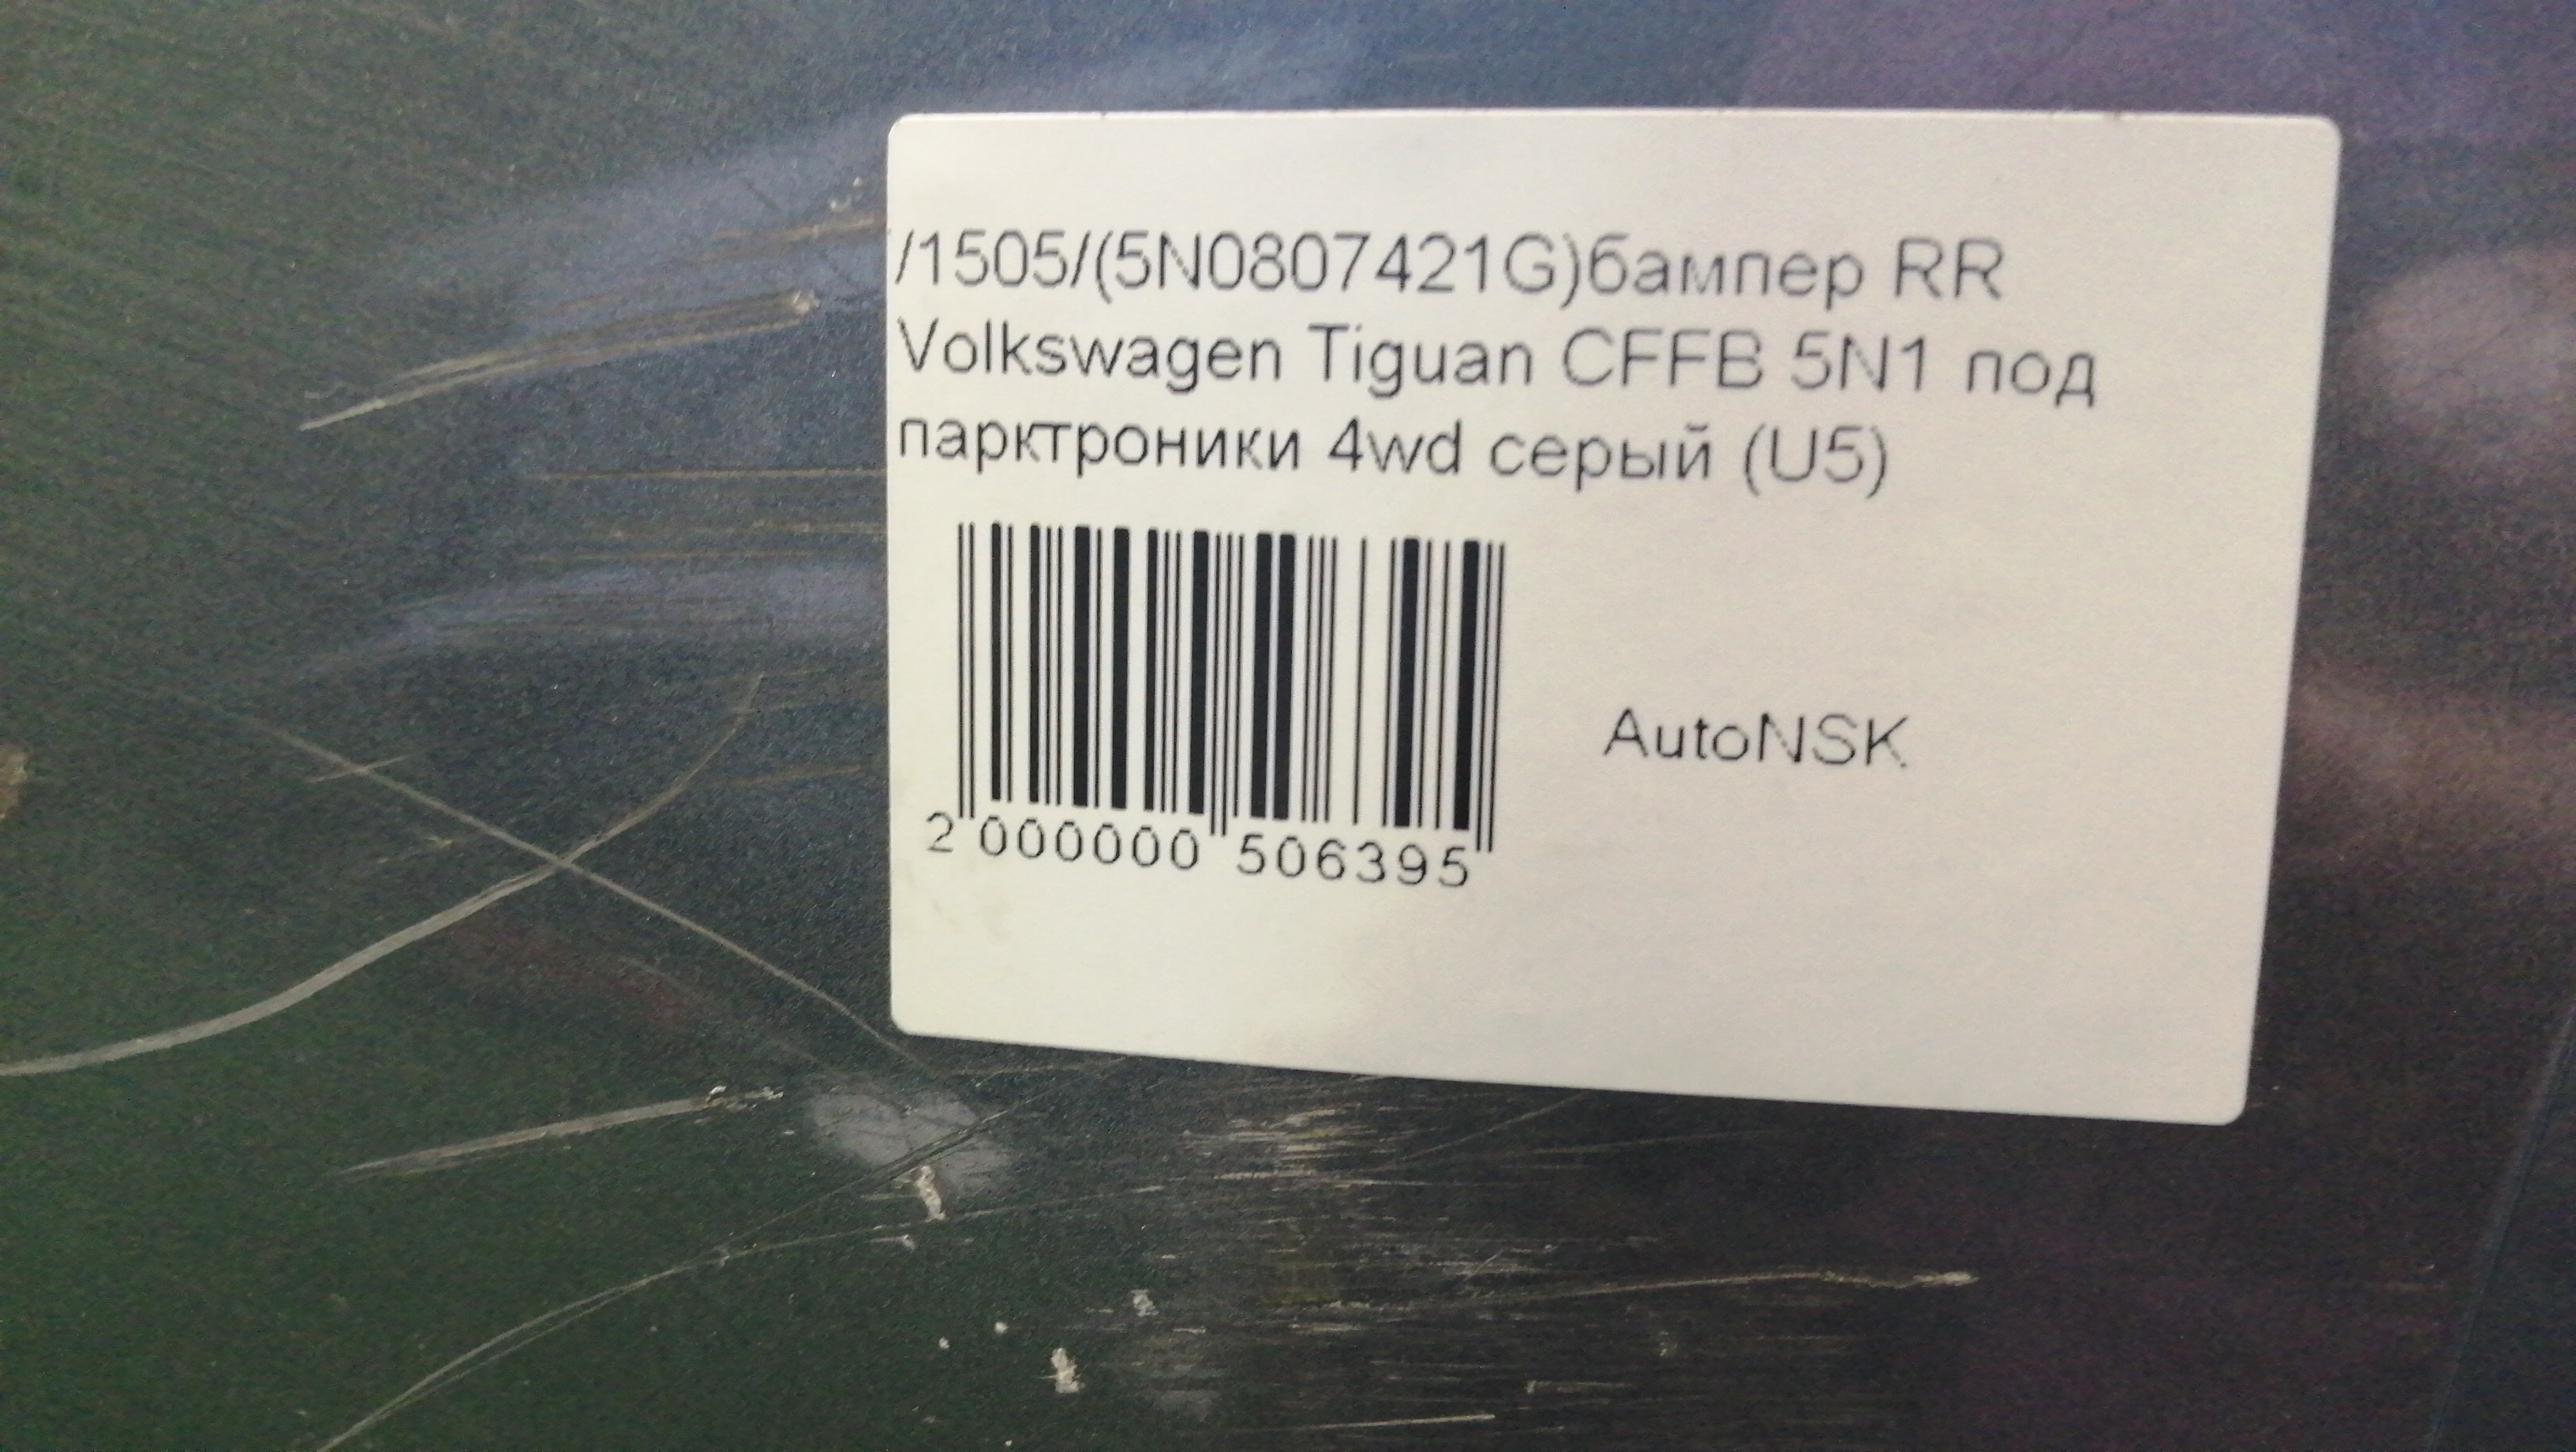 /1505/(5N0807421G)бампер RR
Volkswagen Tiguan CFFB 5N1 под
парктроники 4wd серый (U5)
AutoNSK
2 000000 506395